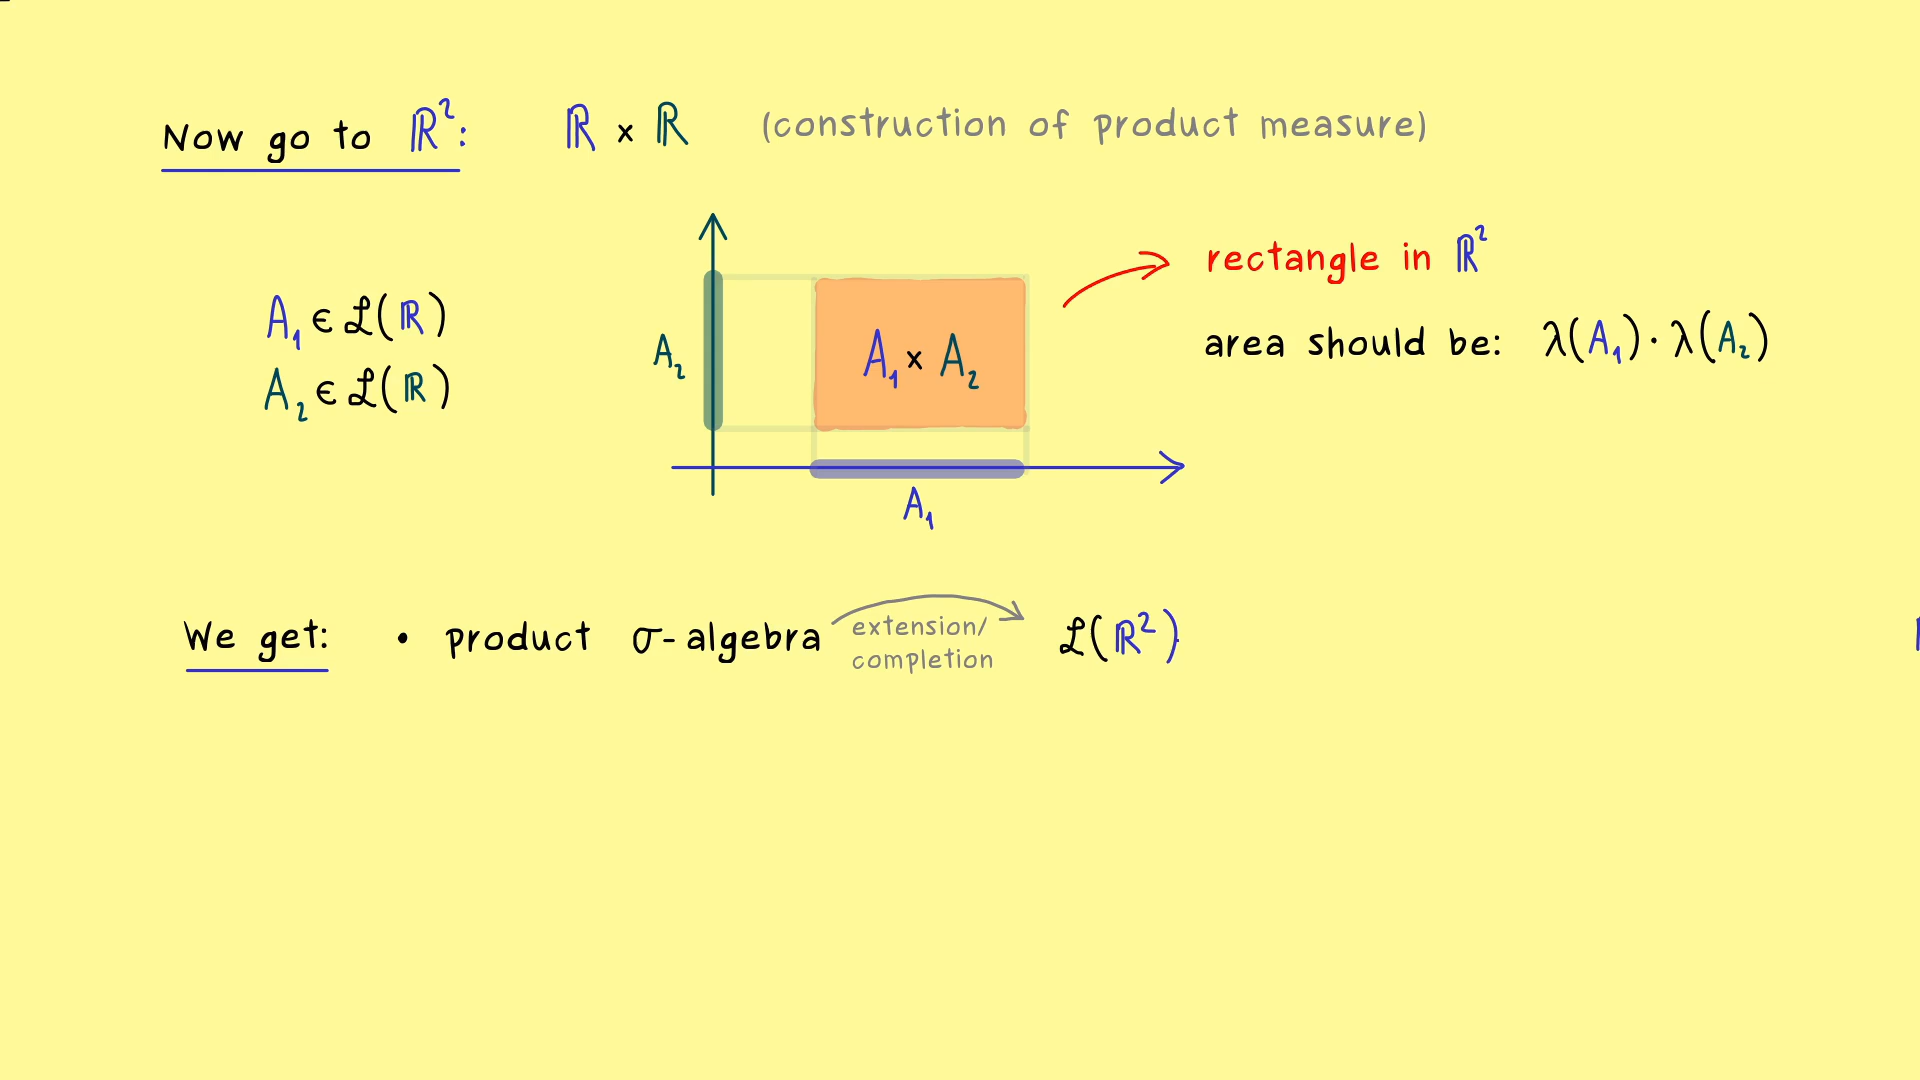 Now go to ℝ²: ℝ × ℝ (construction of product measure)
rectangle in ℝ²
A₁ ∈ ℒ(ℝ)
area should be: λ(A₁) · λ(A₂)
A₂
A₁ × A₂
A₂ ∈ ℒ(ℝ)
A₁
We get: • product σ-algebra extension/ ℒ(ℝ²)
completion